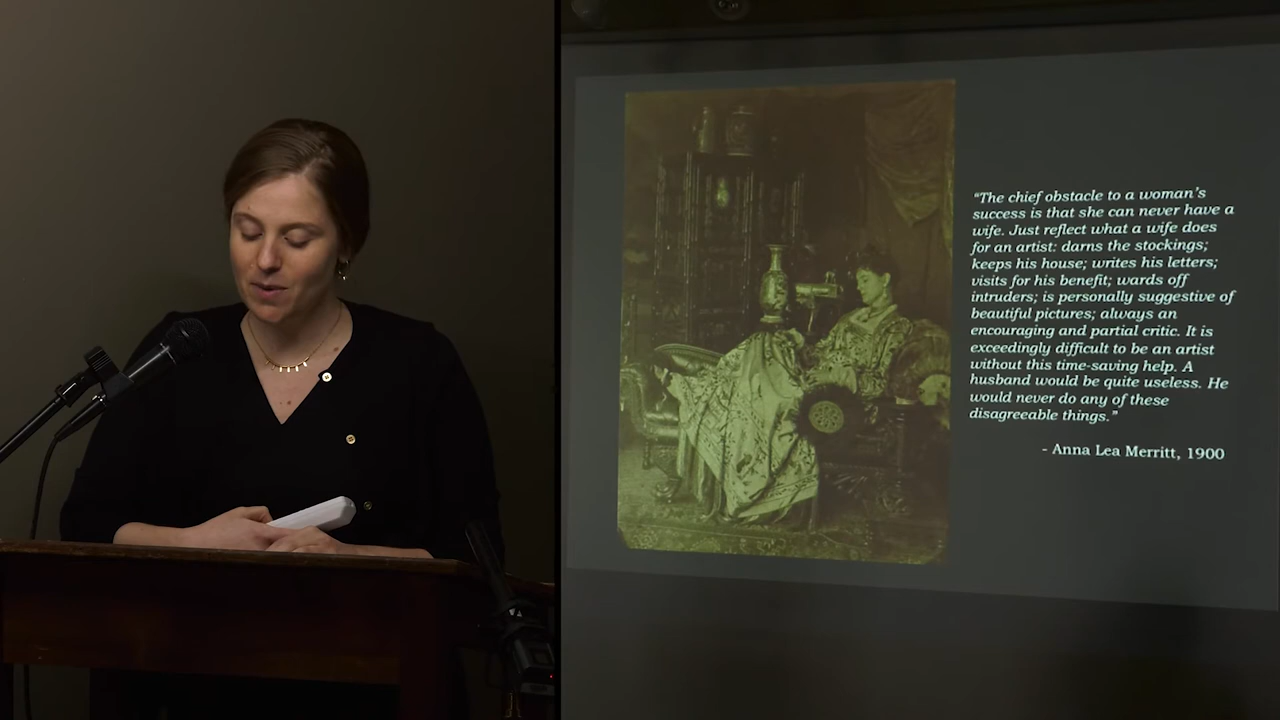 “The chief obstacle to a woman’s
success is that she can never have a
wife. Just reflect what a wife does
for an artist: darns the stockings;
keeps his house; writes his letters;
visits for his benefit; wards off
intruders; is personally suggestive of
beautiful pictures; always an
encouraging and partial critic. It is
exceedingly difficult to be an artist
without this time-saving help. A
husband would be quite useless. He
would never do any of these
disagreeable things.”
- Anna Lea Merritt, 1900